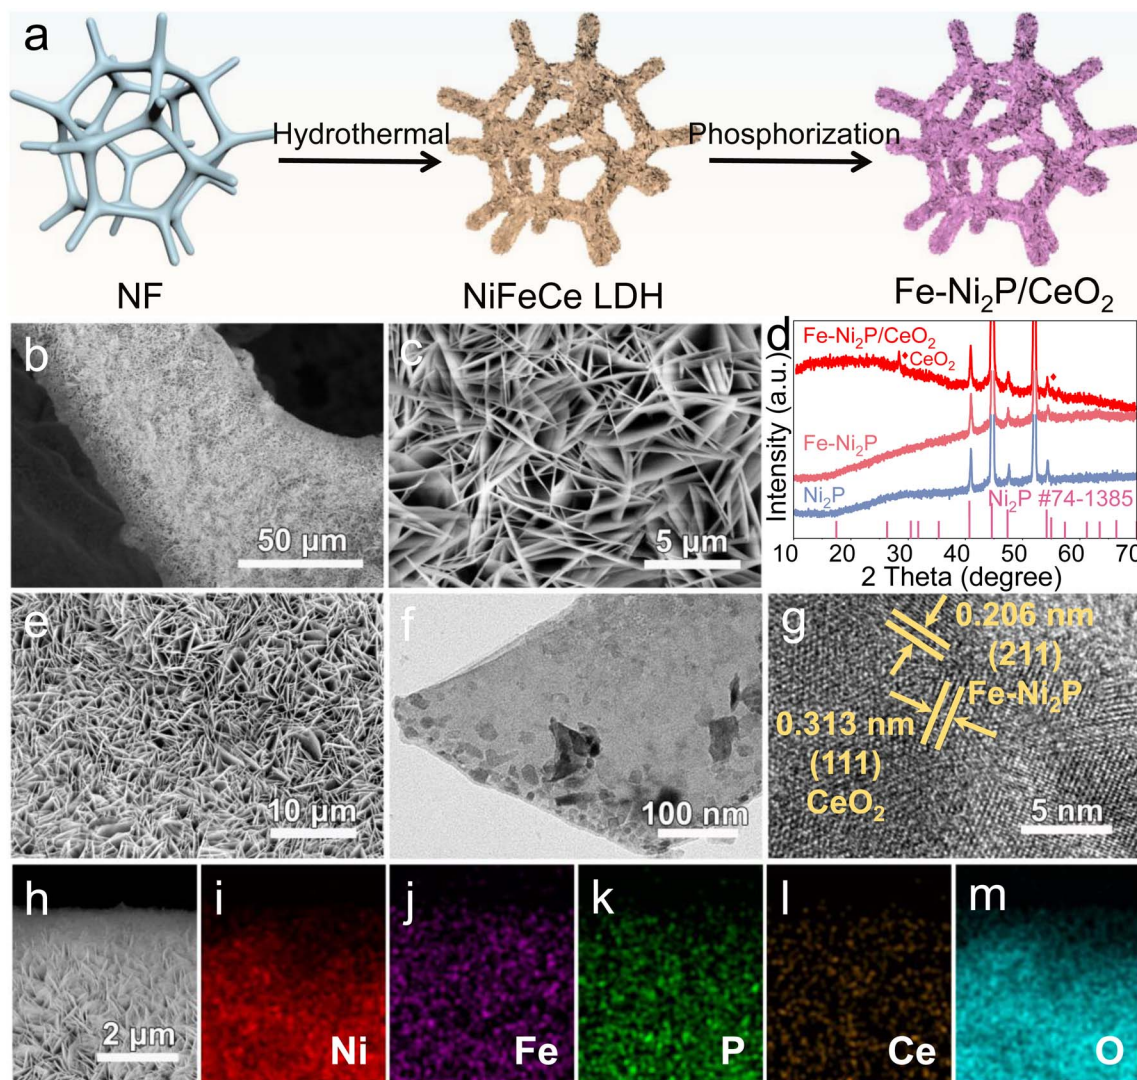 a
Hydrothermal
Phosphorization
NF
NiFeCe LDH
Fe-Ni₂P/CeO₂
b
50 μm
c
5 μm
d
Intensity (a.u.)
Fe-Ni₂P/CeO₂
CeO₂
Fe-Ni₂P
Ni₂P
Ni₂P #74-1385
10 20 30 40 50 60 70
2 Theta (degree)
e
10 μm
f
100 nm
g
0.206 nm
(211)
Fe-Ni₂P
0.313 nm
(111)
CeO₂
5 nm
h
2 μm
i
Ni
j
Fe
k
P
l
Ce
m
O